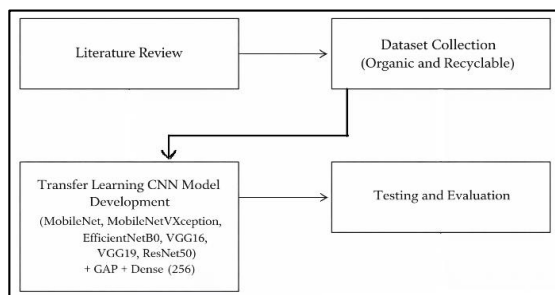 Literature Review
Dataset Collection
(Organic and Recyclable)
Transfer Learning CNN Model
Development
(MobileNet, MobileNetVXception,
EfficientNetB0, VGG16,
VGG19, ResNet50)
+ GAP + Dense (256)
Testing and Evaluation